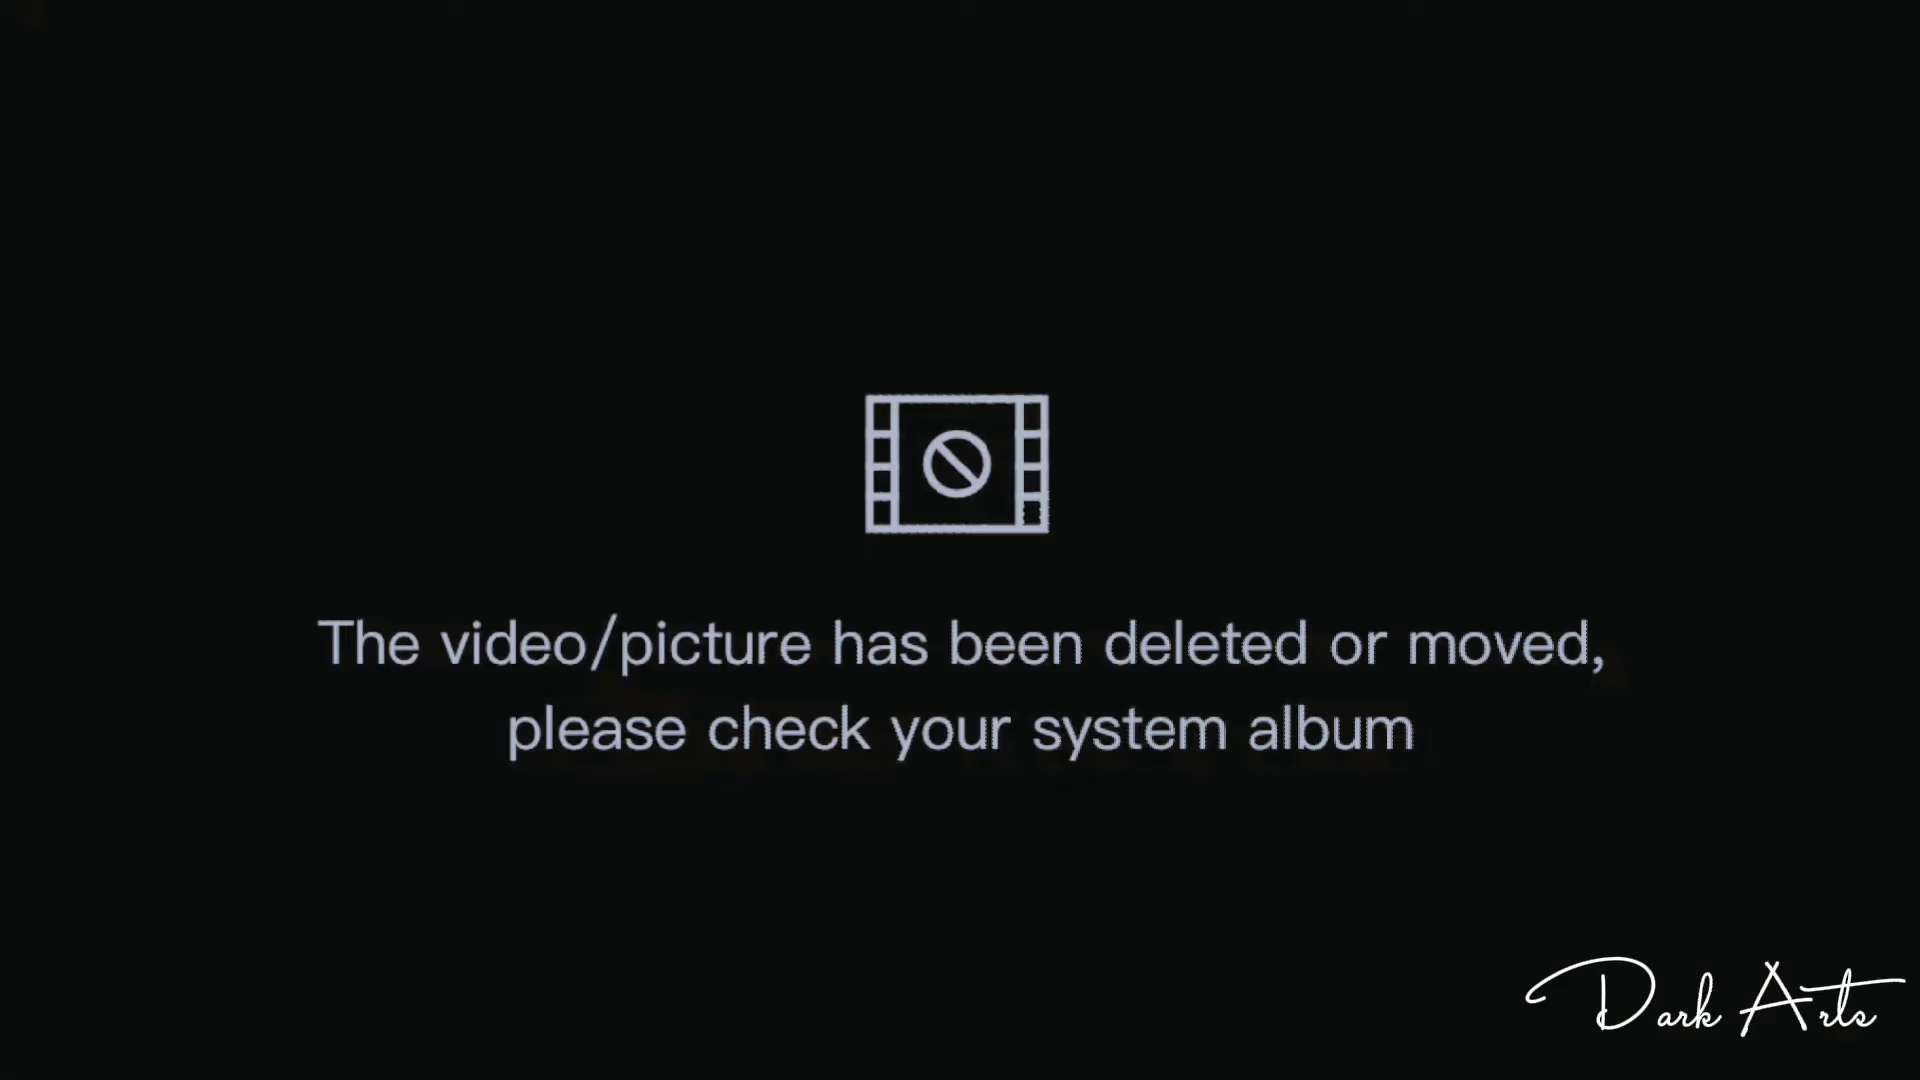 The video/picture has been deleted or moved,
please check your system album
Dark Arts